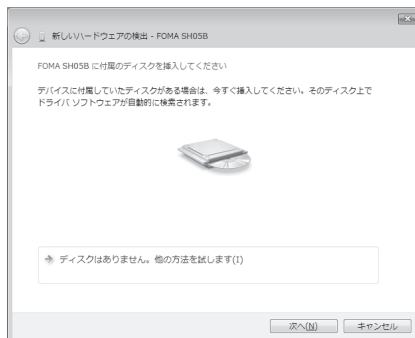 新しいハードウェアの検出 - FOMA SH05B
FOMA SH05B に付属のディスクを挿入してください
デバイスに付属していたディスクがある場合は、今すぐ挿入してください。そのディスク上で
ドライバ ソフトウェアが自動的に検索されます。
ディスクはありません。他の方法を試します(I)
次へ(N)
キャンセル